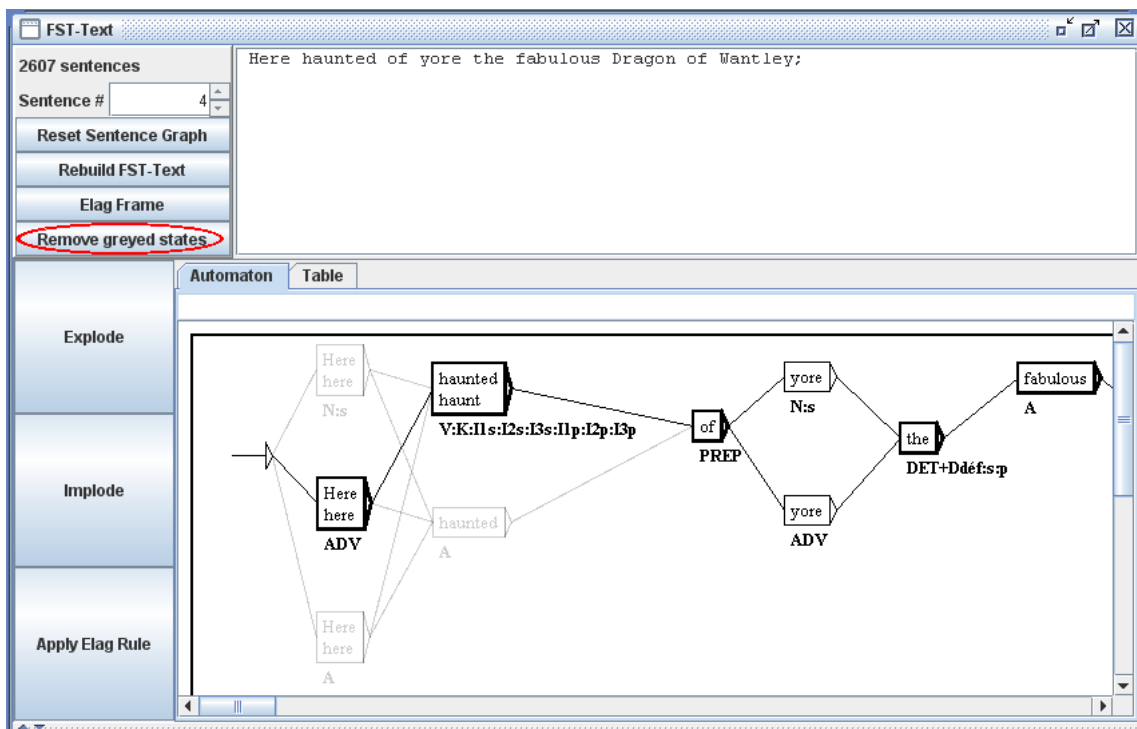 FST-Text
2607 sentences
Sentence # 4
Reset Sentence Graph
Rebuild FST-Text
Elag Frame
Remove greyed states
Here haunted of yore the fabulous Dragon of Wantley;
Explode
Implode
Apply Elag Rule
Automaton Table
Here
here
N:s
haunted
haunt
V:K:I1s:I2s:I3s:I1p:I2p:I3p
Here
here
ADV
haunted
A
Here
here
A
of
PREP
yore
N:s
yore
ADV
the
DET+Ddéf:s:p
fabulous
A